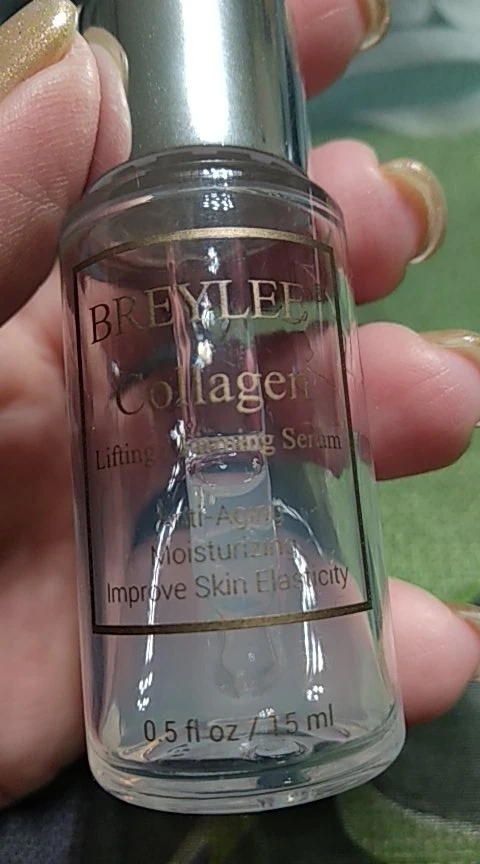 BREYLEE
Collagen
Lifting Serum
Anti-Aging
Moisturizing
Improve Skin Elasticity
0.5 fl oz / 15 ml